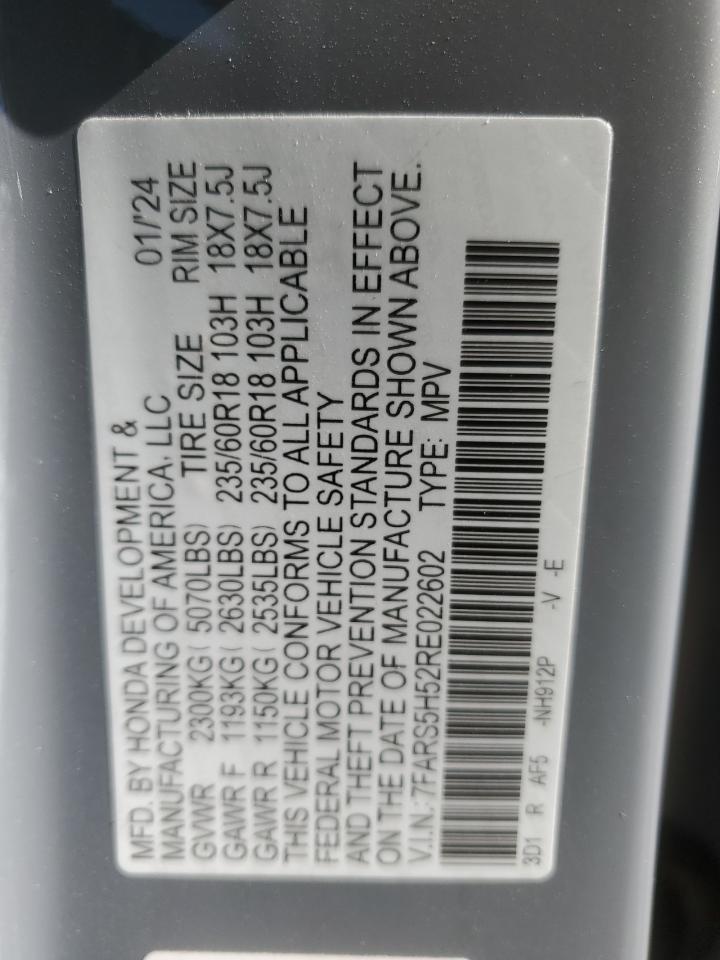 MFD. BY HONDA DEVELOPMENT &
MANUFACTURING OF AMERICA, LLC 01/'24
GVWR 2300KG( 5070LBS) TIRE SIZE RIM SIZE
GAWR F 1193KG( 2630LBS) 235/60R18 103H 18X7.5J
GAWR R 1150KG( 2535LBS) 235/60R18 103H 18X7.5J
THIS VEHICLE CONFORMS TO ALL APPLICABLE
FEDERAL MOTOR VEHICLE SAFETY
AND THEFT PREVENTION STANDARDS IN EFFECT
ON THE DATE OF MANUFACTURE SHOWN ABOVE.
V.I.N.: 7FARS5H52RE022602 TYPE: MPV
3D1 R AF5 -NH912P -V -E